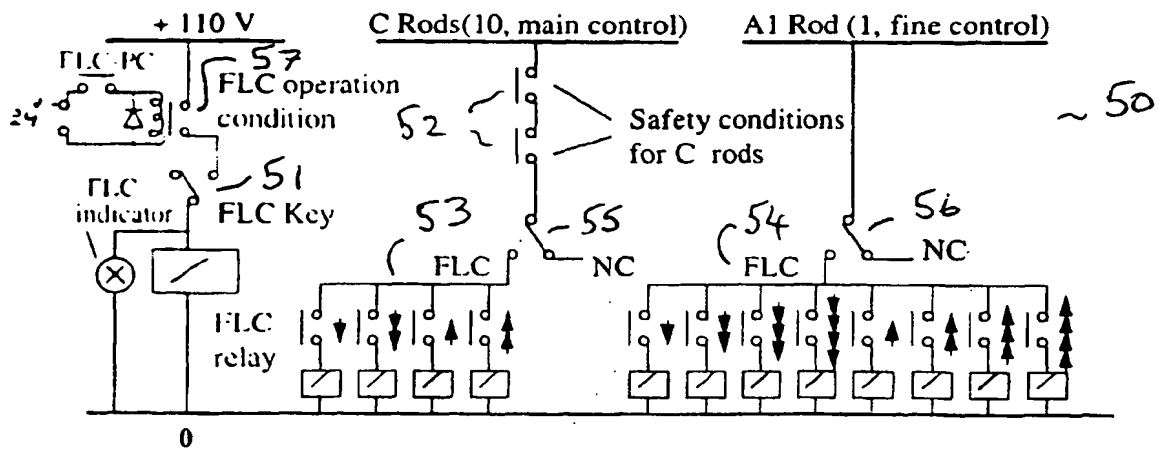 + 110 V
C Rods(10, main control)
A1 Rod (1, fine control)
FLC-PC
57
FLC operation
condition
24
52
Safety conditions
for C rods
~ 50
51
FLC
indicator
FLC Key
53
55
54
56
FLC
NC
FLC
NC
FLC
relay
0